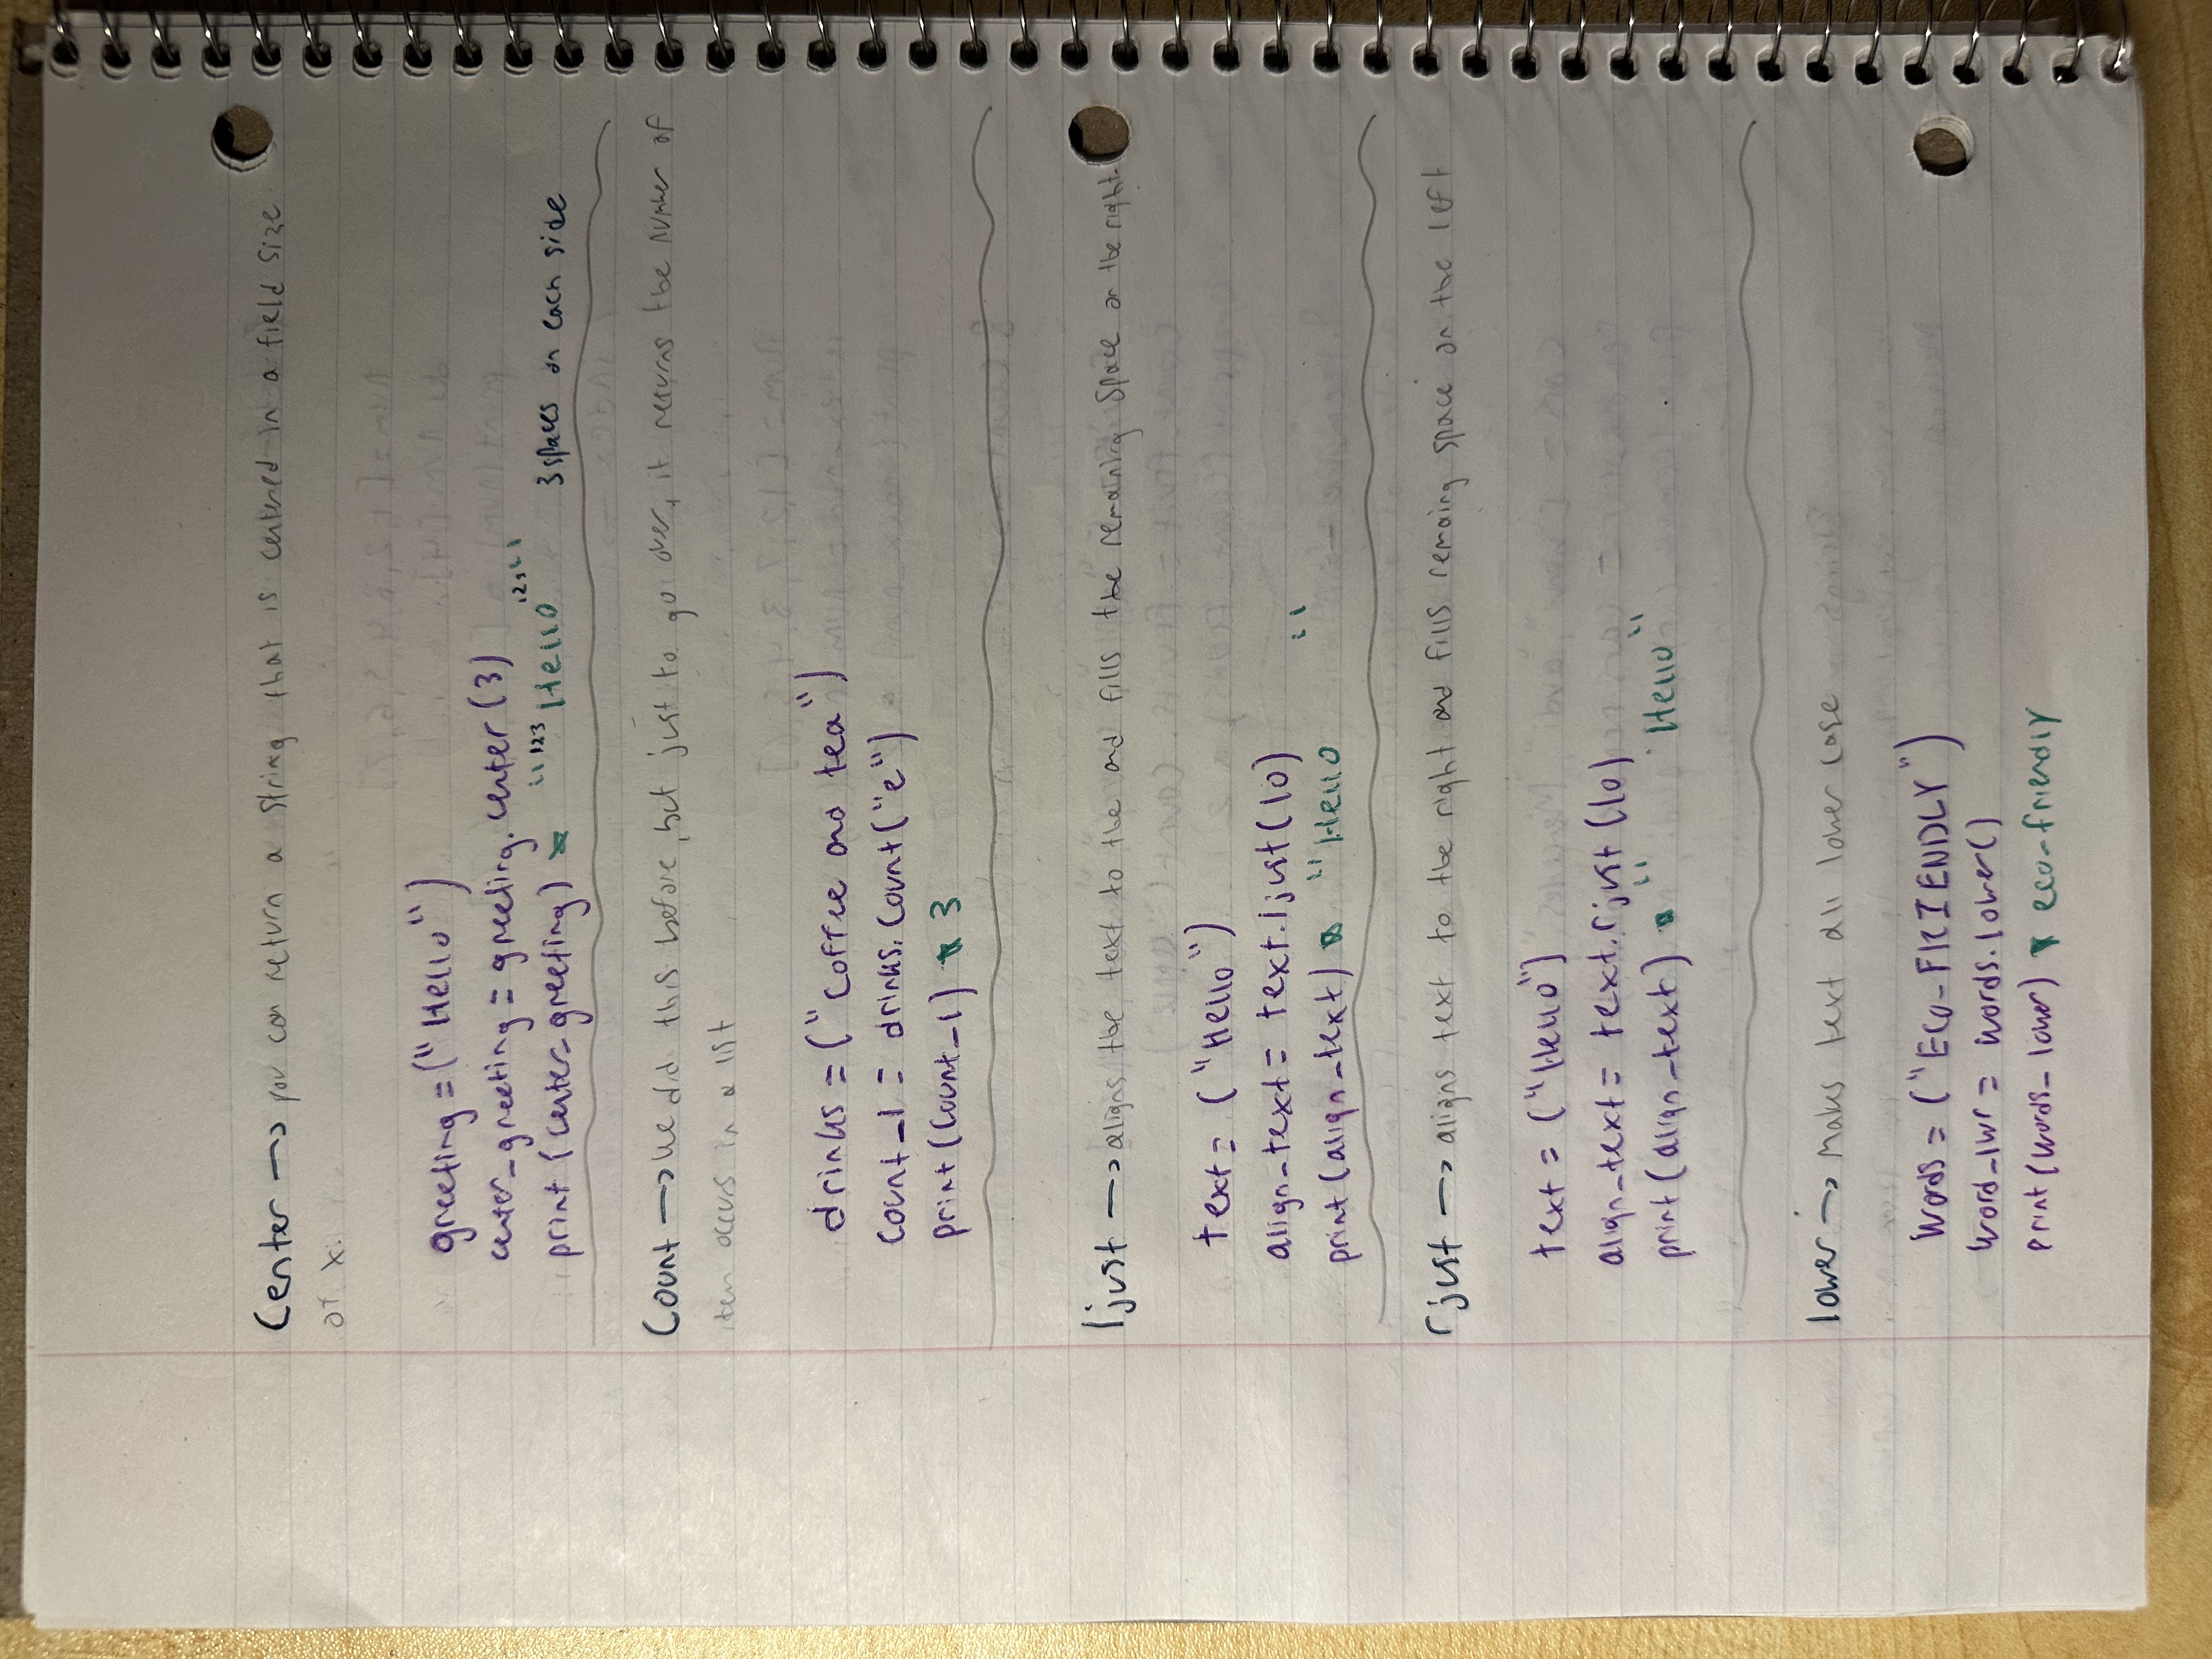 Center → you can return a string that is centered in a field size
of x.
greeting = ("Hello")
center_greeting = greeting.center(3)
print(center_greeting) * "123Hello123" 3 spaces on each side
Count → We did this before, but just to go over, it returns the number of
item occurs in a list
drinks = ("Coffee and tea")
count_1 = drinks.count("e")
print(count_1) * 3
ljust → aligns the text to the and fills the remaining space on the right.
text = ("Hello")
align_text = text.ljust(10)
print(align_text) * "Hello     "
rjust → aligns text to the right and fills remaing space on the left
text = ("Hello")
align_text = text.rjust(10)
print(align_text) * "     Hello"
lower → Makes text all lower case
Words = ("ECO-FRIENDLY")
word_lwr = words.lower()
print(words_lower) * eco-friendly